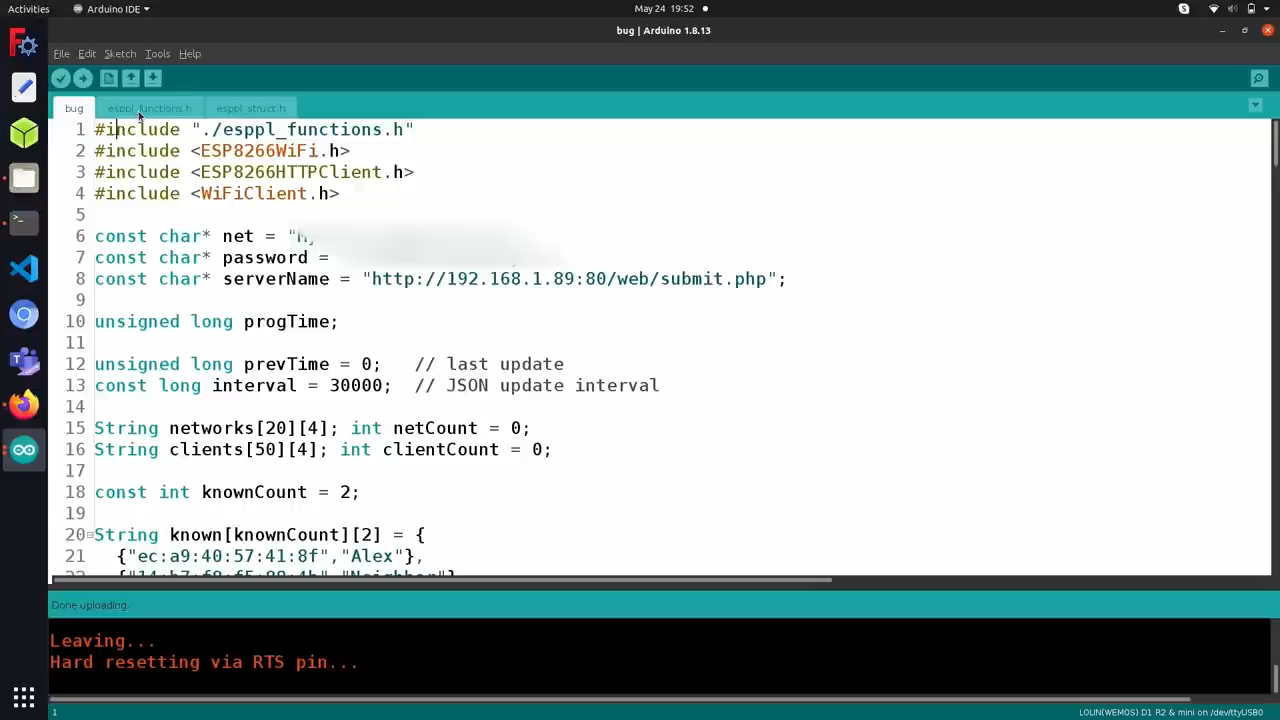 Activities
Arduino IDE
May 24 19:52
bug | Arduino 1.8.13
File Edit Sketch Tools Help
bug
esppl_functions.h
esppl_struct.h
1 #include "./esppl_functions.h"
2 #include <ESP8266WiFi.h>
3 #include <ESP8266HTTPClient.h>
4 #include <WiFiClient.h>
5
6 const char* net = "
7 const char* password =
8 const char* serverName = "http://192.168.1.89:80/web/submit.php";
9
10 unsigned long progTime;
11
12 unsigned long prevTime = 0; // last update
13 const long interval = 30000; // JSON update interval
14
15 String networks[20][4]; int netCount = 0;
16 String clients[50][4]; int clientCount = 0;
17
18 const int knownCount = 2;
19
20 String known[knownCount][2] = {
21 {"ec:a9:40:57:41:8f","Alex"},
Done uploading.
Leaving...
Hard resetting via RTS pin...
1
LOLIN(WEMOS) D1 R2 & mini on /dev/ttyUSB0